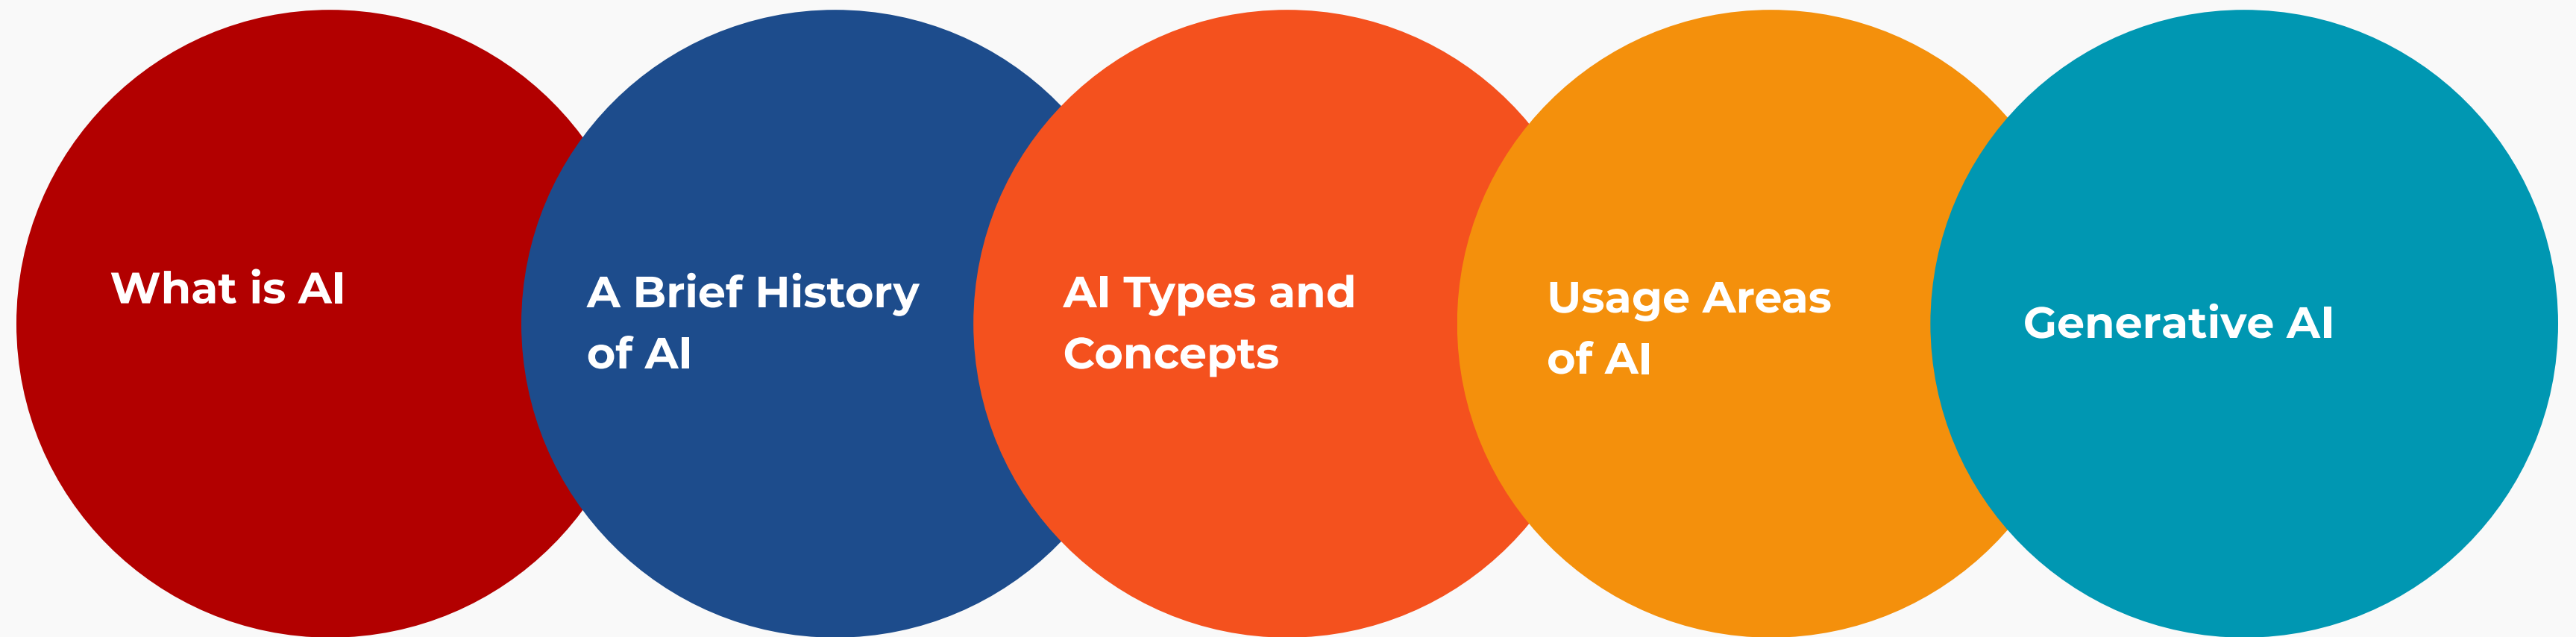 What is AI
A Brief History
of AI
AI Types and
Concepts
Usage Areas
of AI
Generative AI